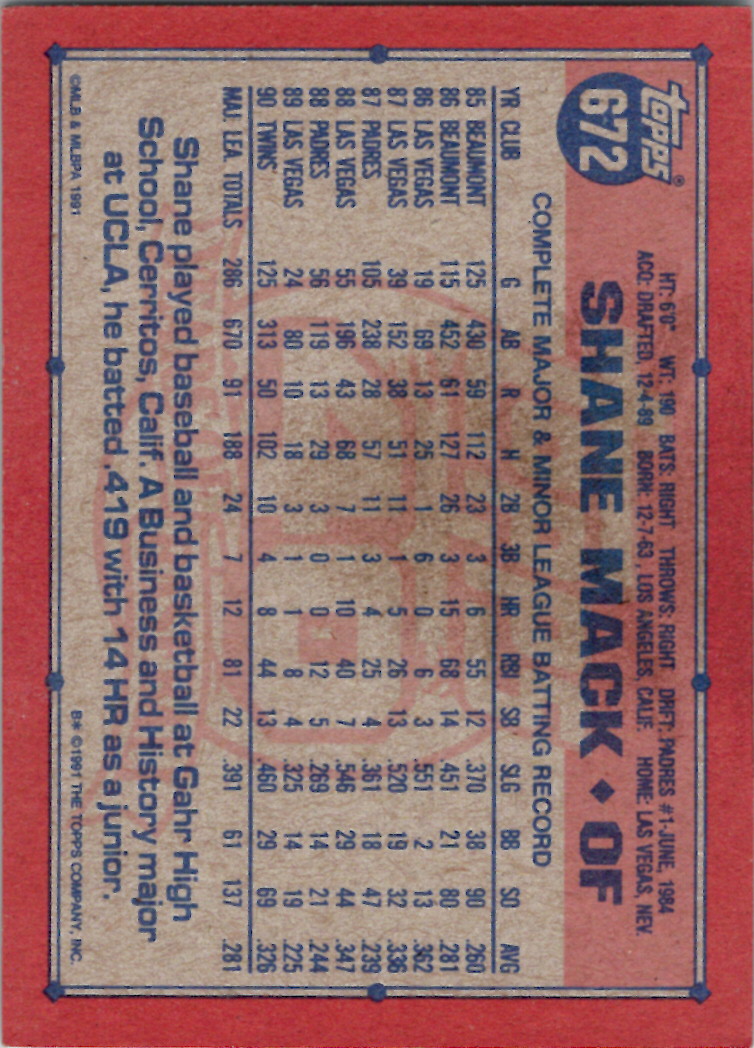 topps®
672
HT: 6'0" WT: 190 BATS: RIGHT THROWS: RIGHT DRFT: PADRES #1-JUNE, 1984
ACQ: DRAFTED, 12-4-89 BORN: 12-7-63, LOS ANGELES, CALIF. HOME: LAS VEGAS, NEV.
SHANE MACK ♦ OF
COMPLETE MAJOR & MINOR LEAGUE BATTING RECORD
YR CLUB G AB R H 2B 3B HR RBI SB SLG BB SO AVG
85 BEAUMONT 125 430 59 112 23 3 6 55 12 .370 38 90 .260
86 BEAUMONT 115 452 61 127 26 3 15 68 14 .451 21 80 .281
86 LAS VEGAS 19 69 13 25 1 6 0 6 3 .551 2 13 .362
87 LAS VEGAS 39 152 38 51 11 1 5 26 13 .520 19 32 .336
87 PADRES 105 238 28 57 11 3 4 25 4 .361 18 47 .239
88 LAS VEGAS 55 196 43 68 7 1 10 40 7 .546 29 44 .347
88 PADRES 56 119 13 29 3 0 0 12 5 .269 14 21 .244
89 LAS VEGAS 24 80 10 18 3 1 1 8 4 .325 14 19 .225
90 TWINS 125 313 50 102 10 4 8 44 13 .460 29 69 .326
MAJ. LEA. TOTALS 286 670 91 188 24 7 12 81 22 .391 61 137 .281
Shane played baseball and basketball at Gahr High
School, Cerritos, Calif. A Business and History major
at UCLA, he batted .419 with 14 HR as a junior.
©MLB & MLBPA 1991 B* ©1991 THE TOPPS COMPANY, INC.